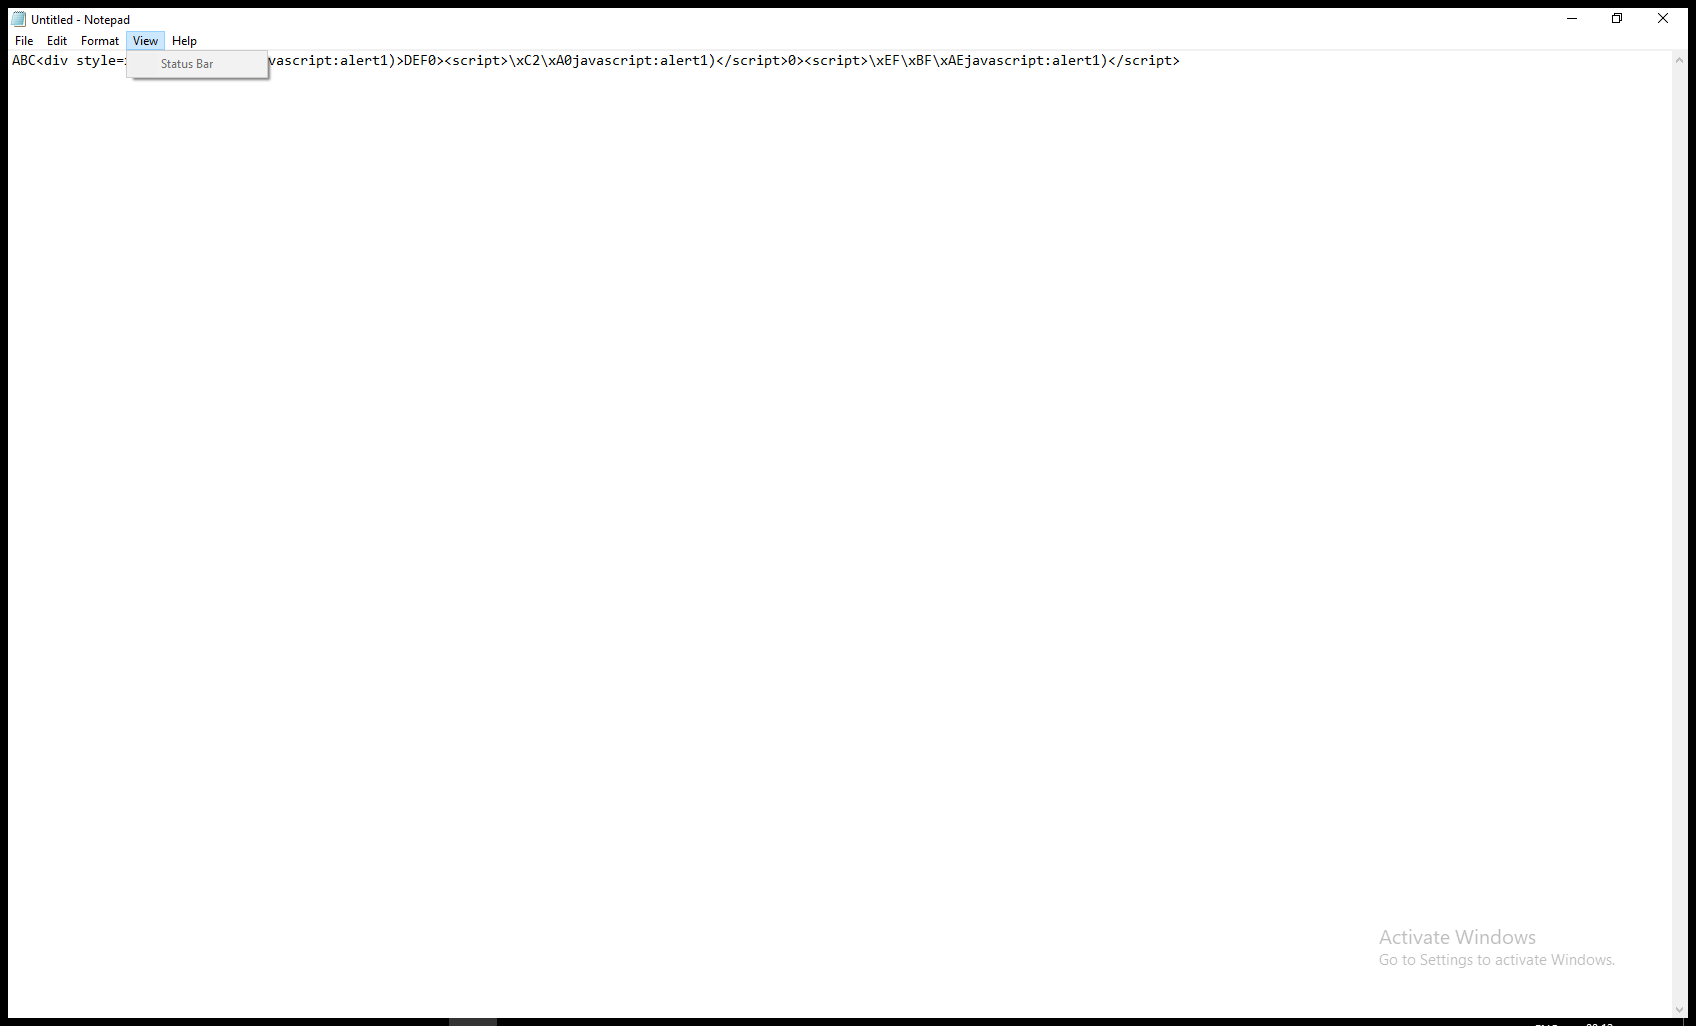 Untitled - Notepad
File Edit Format View Help
Status Bar
ABC<div style= vascript:alert1)>DEF0><script>\xC2\xA0javascript:alert1)</script>0><script>\xEF\xBF\xAEjavascript:alert1)</script>
Activate Windows
Go to Settings to activate Windows.